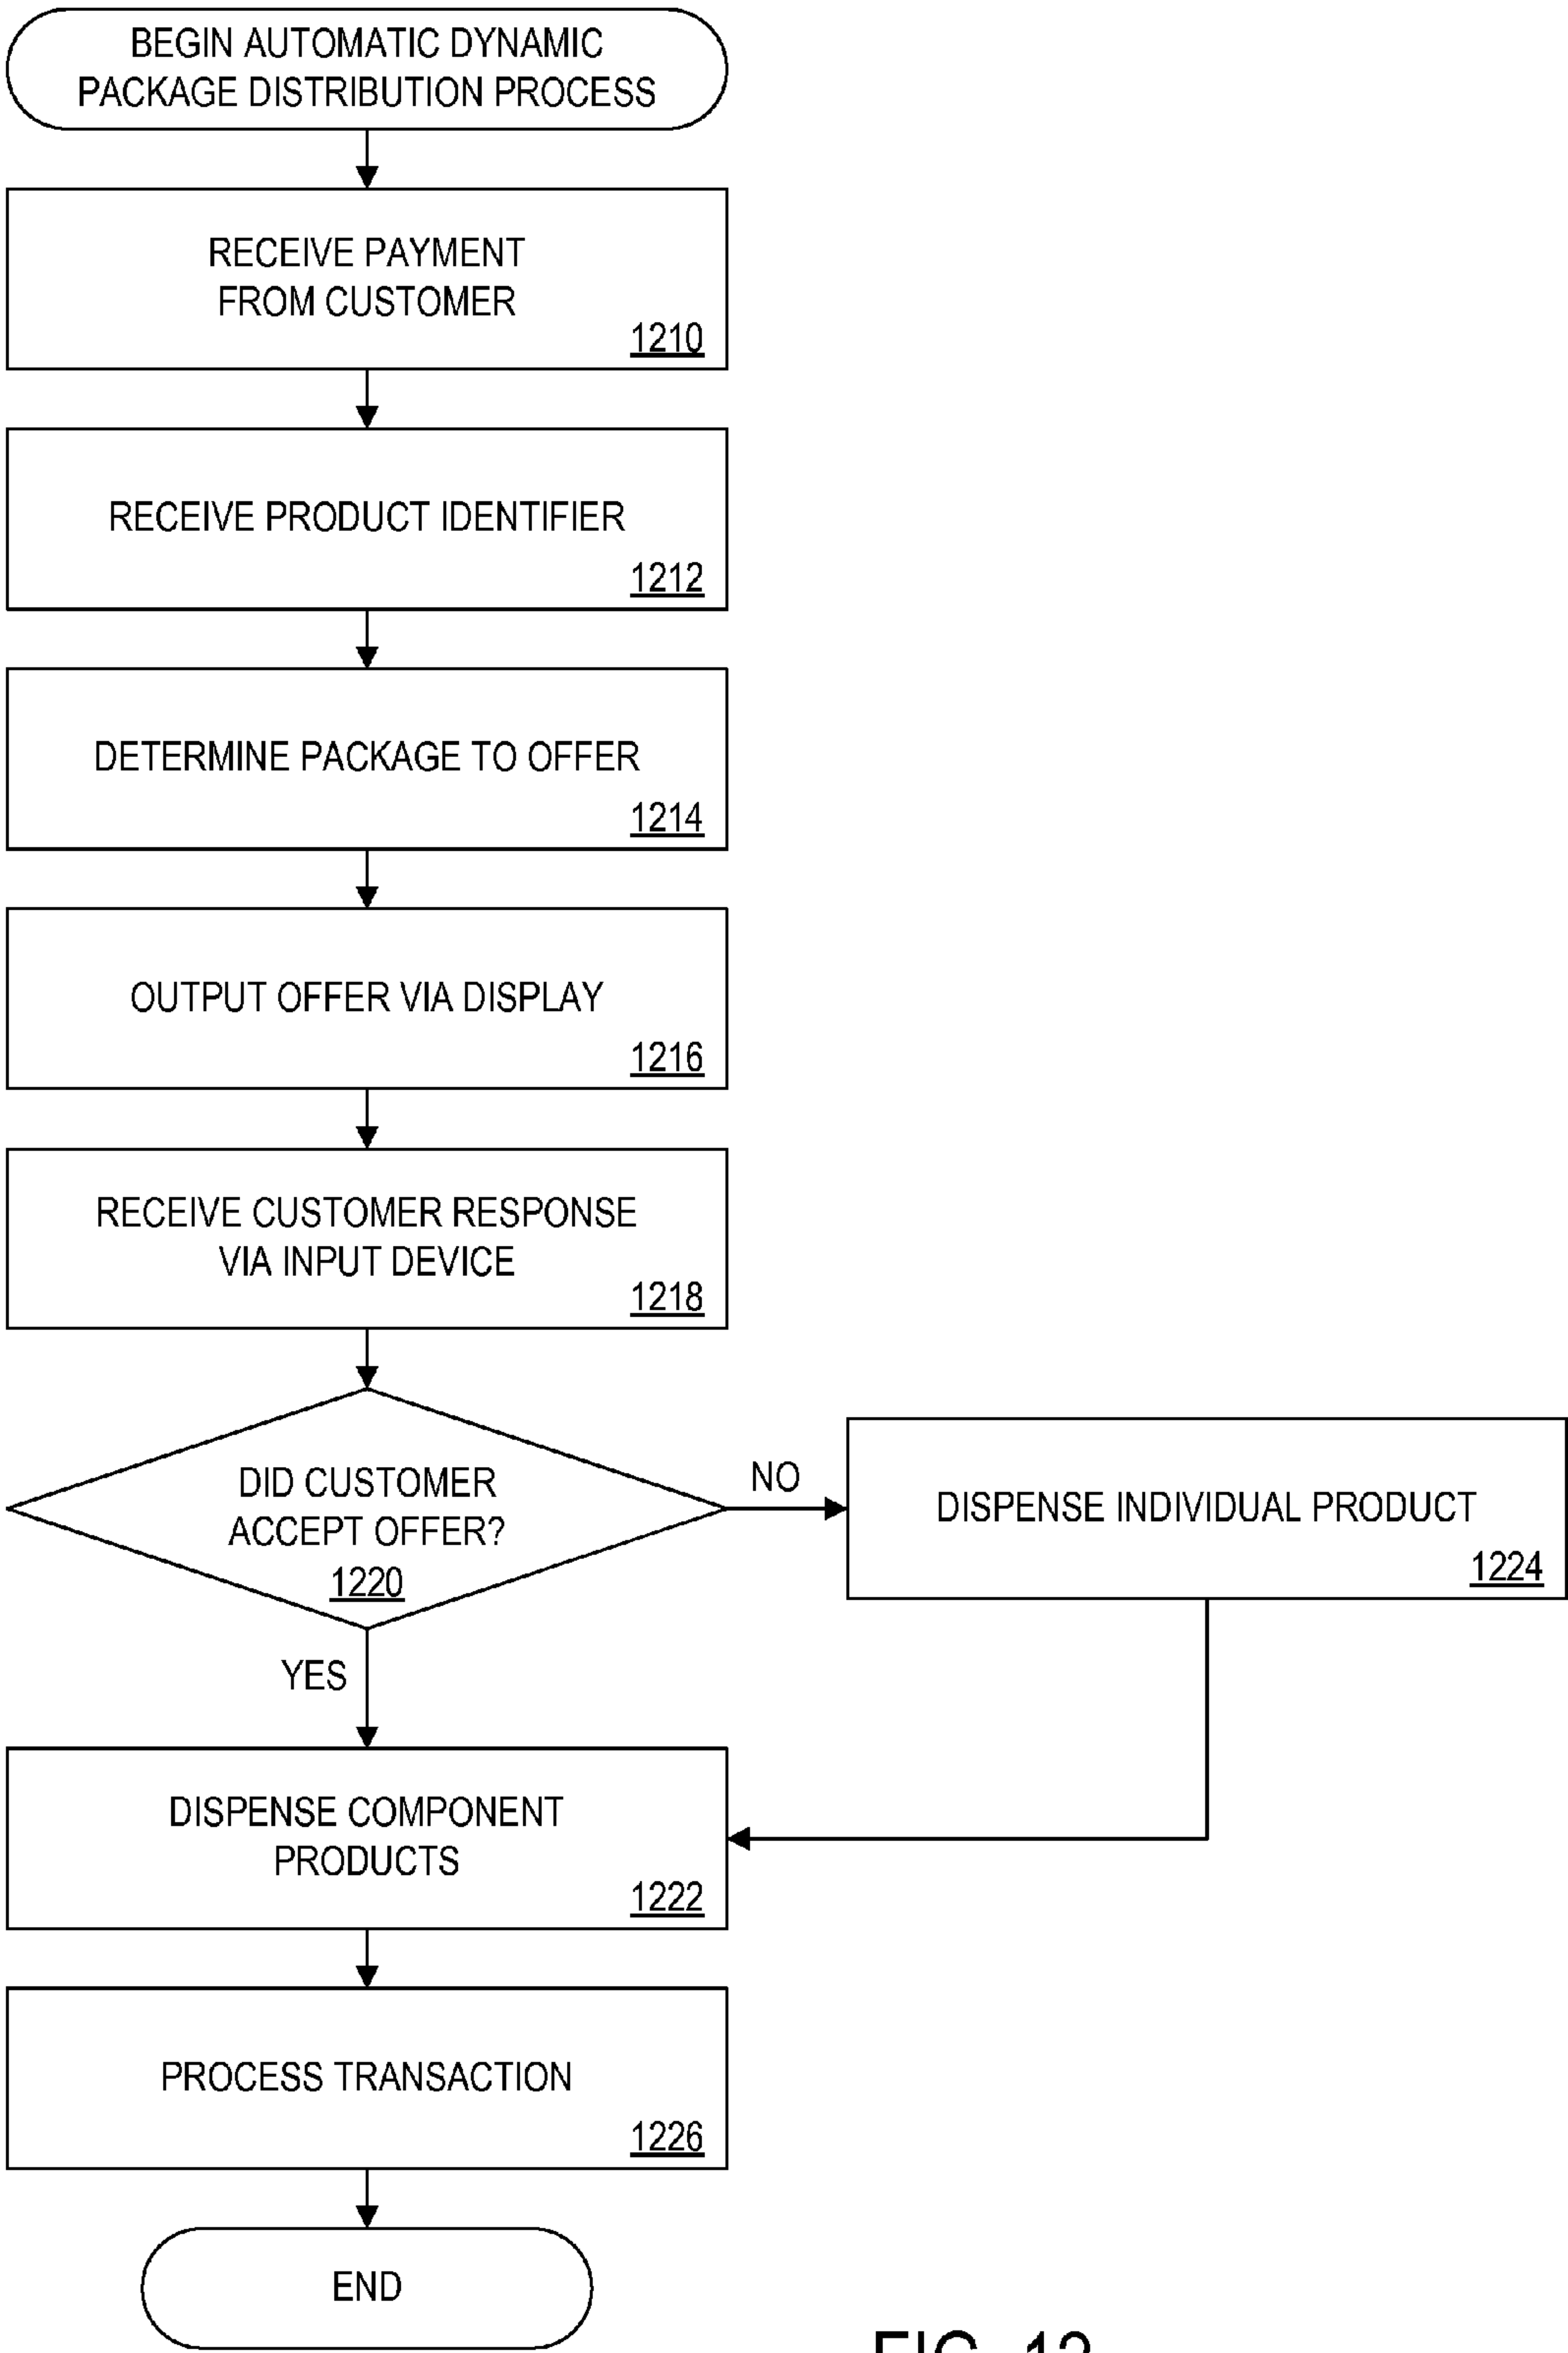 BEGIN AUTOMATIC DYNAMIC
PACKAGE DISTRIBUTION PROCESS
RECEIVE PAYMENT
FROM CUSTOMER
1210
RECEIVE PRODUCT IDENTIFIER
1212
DETERMINE PACKAGE TO OFFER
1214
OUTPUT OFFER VIA DISPLAY
1216
RECEIVE CUSTOMER RESPONSE
VIA INPUT DEVICE
1218
DID CUSTOMER
ACCEPT OFFER?
1220
NO
DISPENSE INDIVIDUAL PRODUCT
1224
YES
DISPENSE COMPONENT
PRODUCTS
1222
PROCESS TRANSACTION
1226
END
FIG.